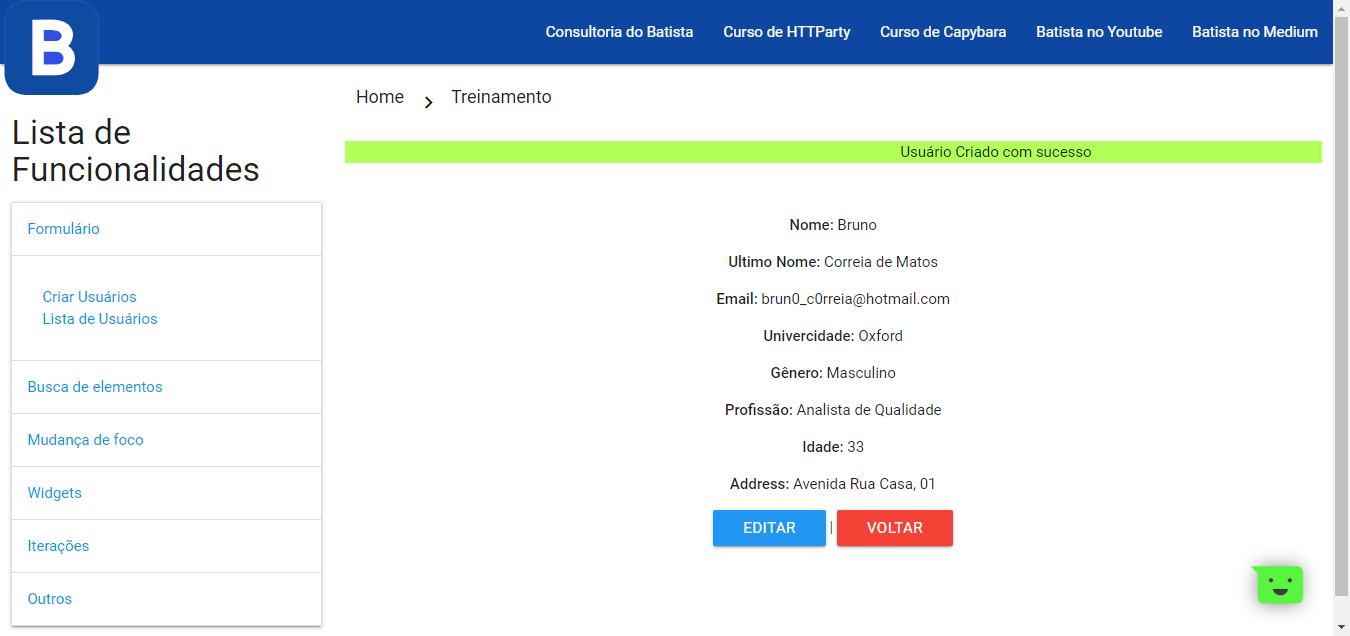 B
Consultoria do Batista
Curso de HTTParty
Curso de Capybara
Batista no Youtube
Batista no Medium
Home
Treinamento
Lista de
Funcionalidades
Formulário
Criar Usuários
Lista de Usuários
Busca de elementos
Mudança de foco
Widgets
Iterações
Outros
Usuário Criado com sucesso
Nome: Bruno
Ultimo Nome: Correia de Matos
Email: brun0_c0rreia@hotmail.com
Univercidade: Oxford
Gênero: Masculino
Profissão: Analista de Qualidade
Idade: 33
Address: Avenida Rua Casa, 01
EDITAR | VOLTAR